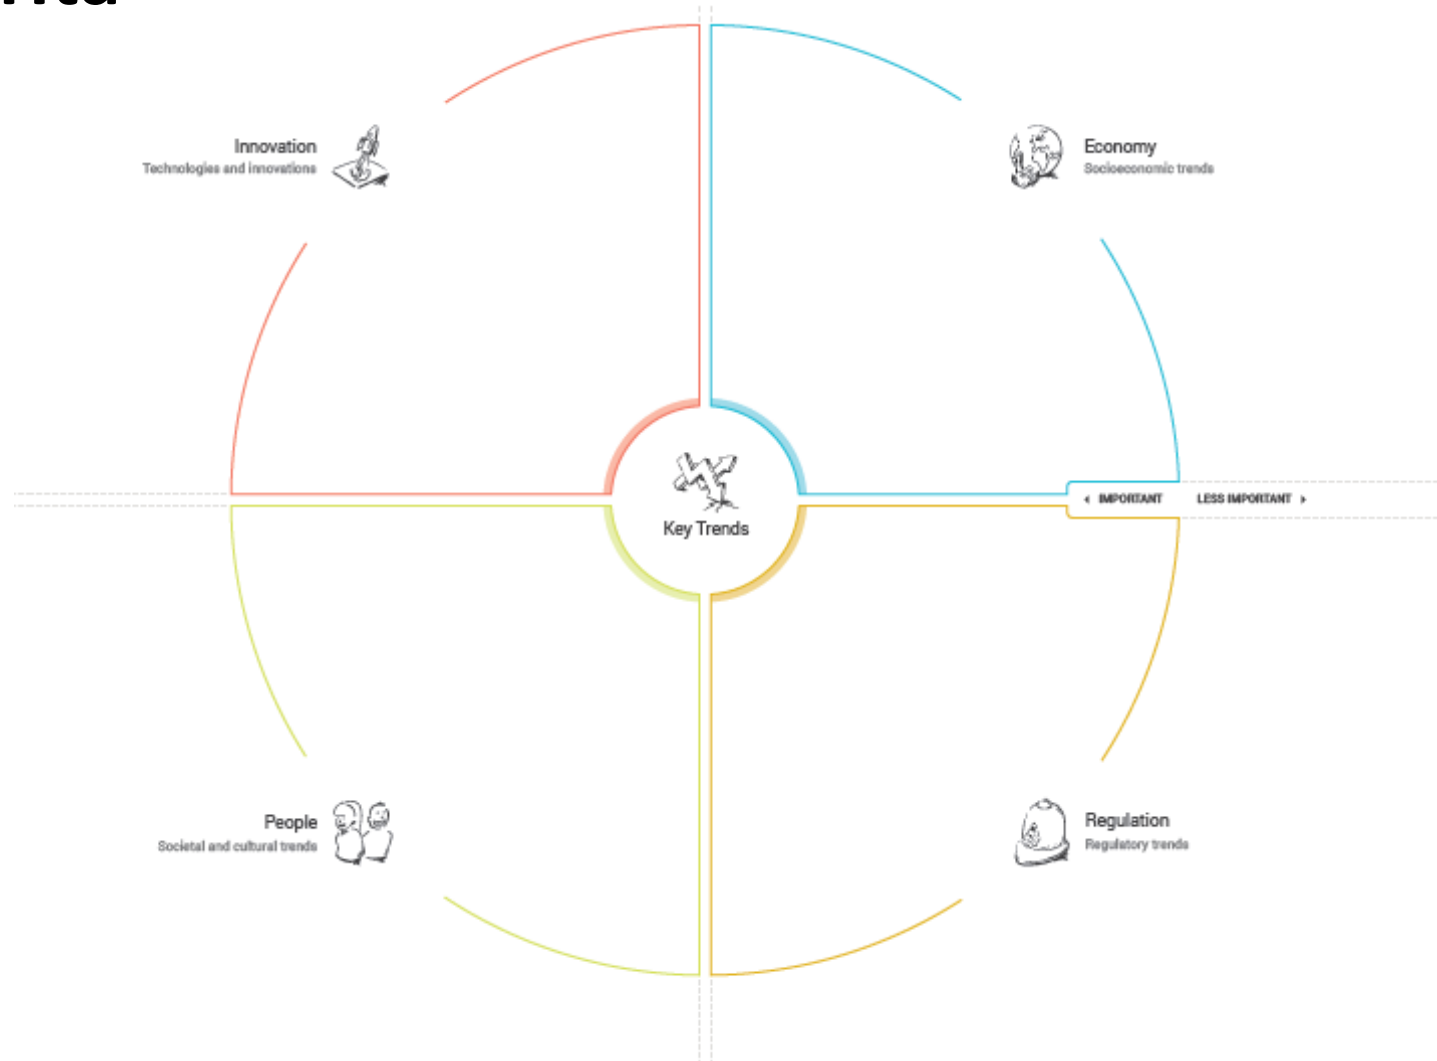 Innovation
Technologies and innovations
Economy
Socioeconomic trends
IMPORTANT
LESS IMPORTANT
Key Trends
People
Societal and cultural trends
Regulation
Regulatory trends